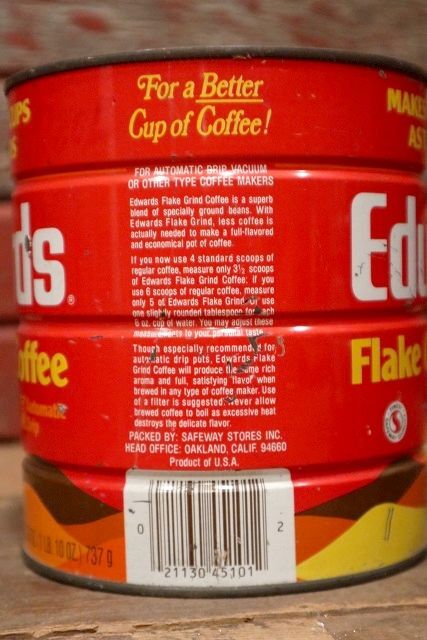 For a Better
Cup of Coffee!
FOR AUTOMATIC DRIP, VACUUM
OR OTHER TYPE COFFEE MAKERS
Edwards Flake Grind Coffee is a superb
blend of specially ground beans. With
Edwards Flake Grind, less coffee is
actually needed to make a full-flavored
and economical pot of coffee.
If you now use 4 standard scoops of
regular coffee, measure only 3½ scoops
of Edwards Flake Grind Coffee: if you
use 6 scoops of regular coffee, measure
only 5 of Edwards Flake Grind
use
one slightly rounded tablespoon for each
6 oz. cup of water. You may adjust these
measurements to your personal taste.
Though especially recommended for
automatic drip pots, Edwards Flake
Grind Coffee will produce the same rich
aroma and full, satisfying flavor when
brewed in any type of coffee maker. Use
of a filter is suggested. Never allow
brewed coffee to boil as excessive heat
destroys the delicate flavor.
PACKED BY: SAFEWAY STORES INC.
HEAD OFFICE: OAKLAND, CALIF. 94660
Product of U.S.A.
0
2
21130 45101
UPS
ds®
offee
Automatic
(1 LB. 10 OZ.) 737 g
MAKE
AS
Ed
Flake
S